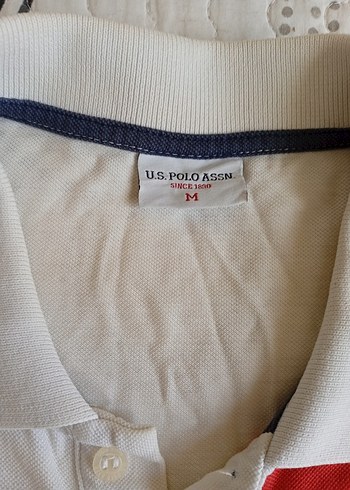 U.S. POLO ASSN.
SINCE 1890
M